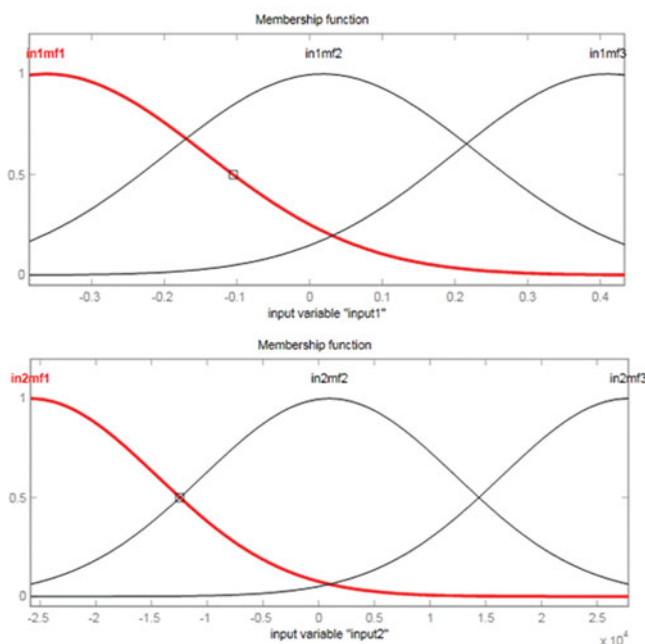 Membership function
in1mf1 in1mf2 in1mf3
1
0.5
0
-0.3 -0.2 -0.1 0 0.1 0.2 0.3 0.4
input variable "input1"
Membership function
in2mf1 in2mf2 in2mf3
1
0.5
0
-2.5 -2 -1.5 -1 -0.5 0 0.5 1 1.5 2 2.5
input variable "input2"